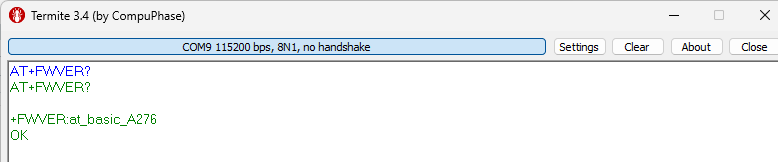 Termite 3.4 (by CompuPhase)
COM9 115200 bps, 8N1, no handshake
Settings
Clear
About
Close
AT+FWVER?
AT+FWVER?
+FWVER:at_basic_A276
OK